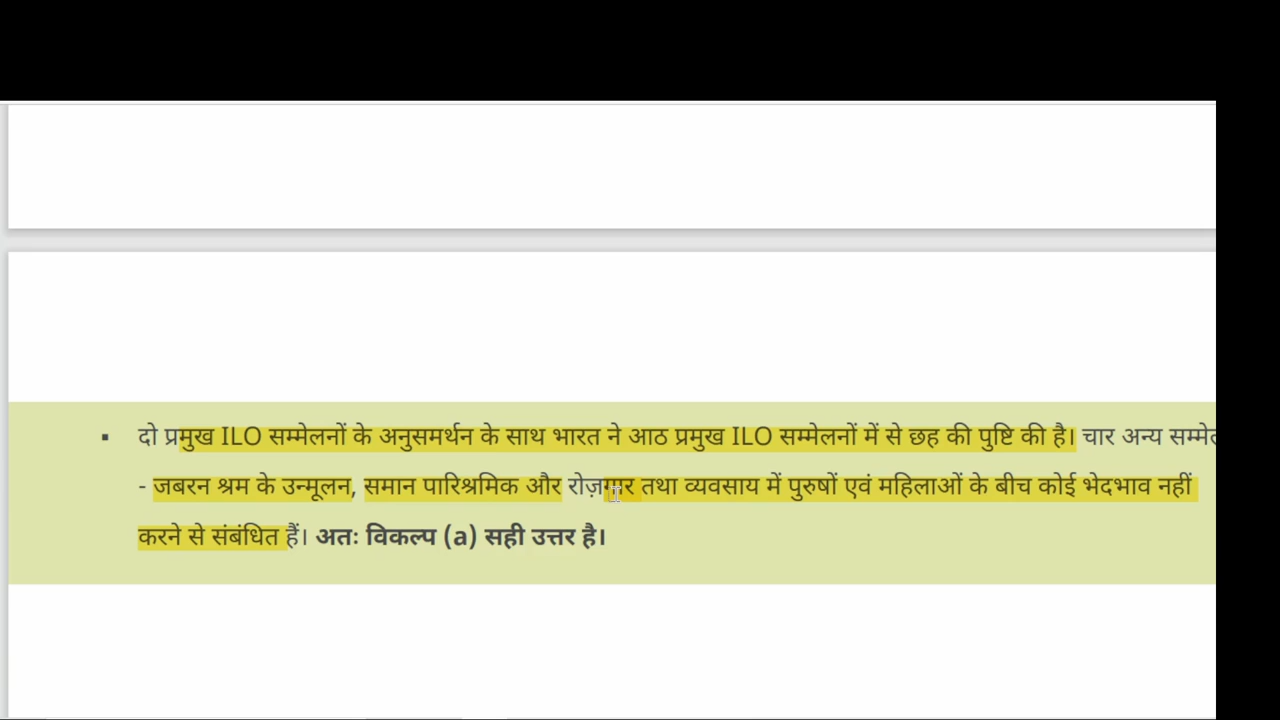 ▪ दो प्रमुख ILO सम्मेलनों के अनुसमर्थन के साथ भारत ने आठ प्रमुख ILO सम्मेलनों में से छह की पुष्टि की है। चार अन्य
- जबरन श्रम के उन्मूलन, समान पारिश्रमिक और रोज़गार तथा व्यवसाय में पुरुषों एवं महिलाओं के बीच कोई भेदभाव नहीं
करने से संबंधित हैं। अतः विकल्प (a) सही उत्तर है।